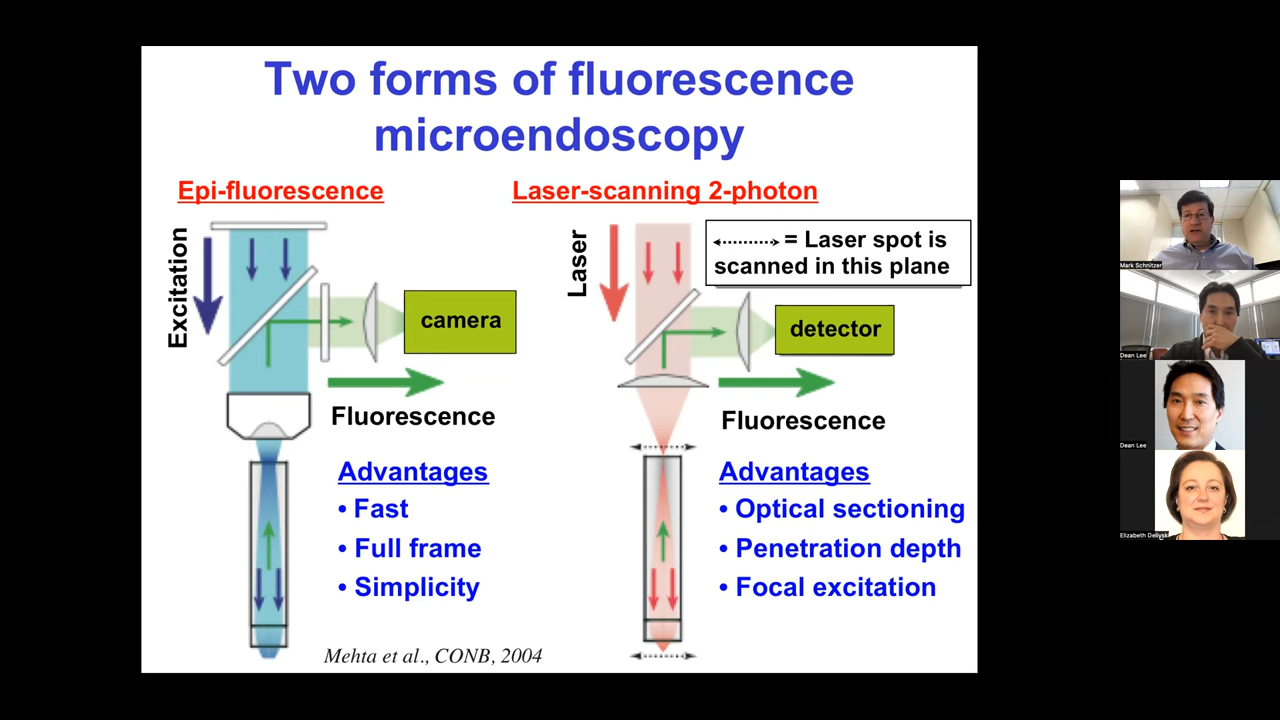 Two forms of fluorescence
microendoscopy
Epi-fluorescence
Excitation
camera
Fluorescence
Advantages
• Fast
• Full frame
• Simplicity
Laser-scanning 2-photon
Laser
= Laser spot is
scanned in this plane
detector
Fluorescence
Advantages
• Optical sectioning
• Penetration depth
• Focal excitation
Mehta et al., CONB, 2004
Mark Schnitzer
Dean Lee
Dean Lee